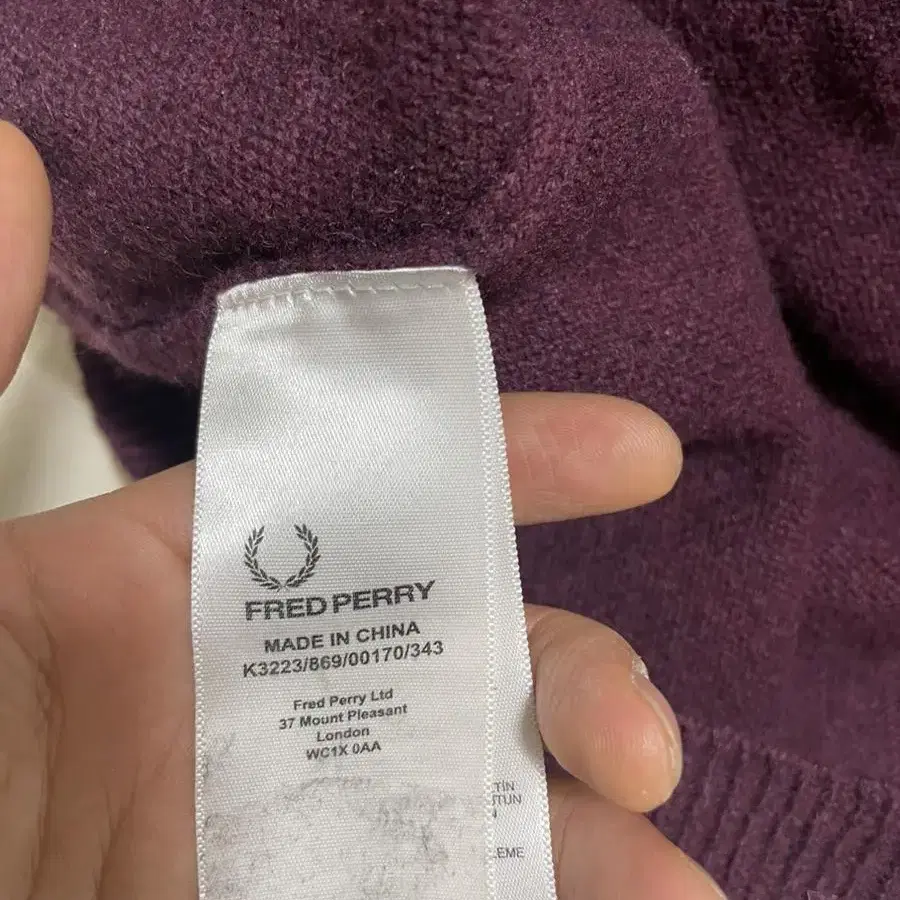 FRED PERRY
MADE IN CHINA
K3223/869/00170/343
Fred Perry Ltd
37 Mount Pleasant
London
WC1X 0AA